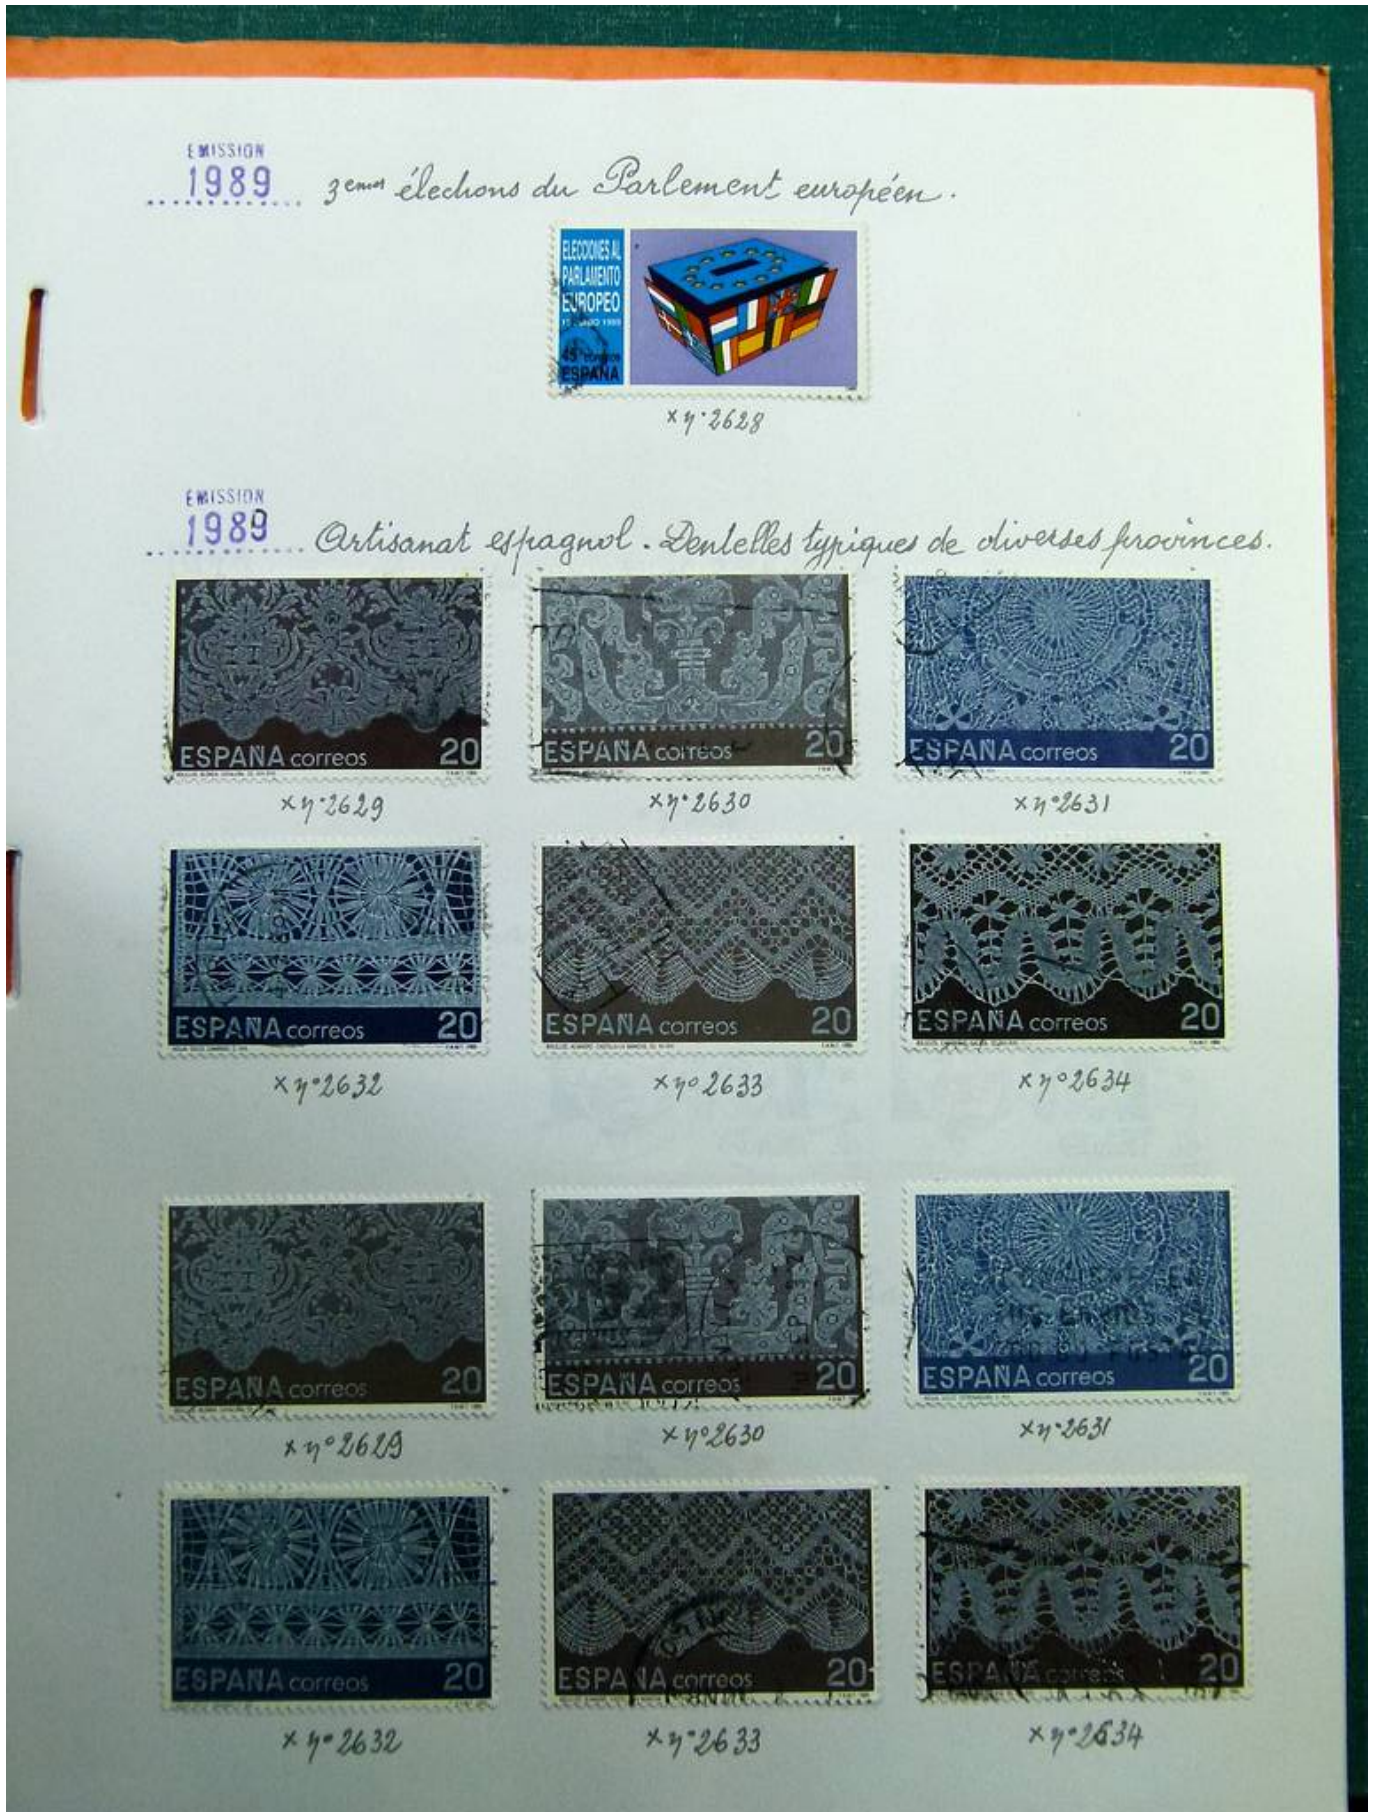 EMISSION
1989 3emes élections du Parlement européen.
ELECCIONES AL
PARLAMENTO
EUROPEO
1989
45 correos
ESPAÑA
x n° 2628
EMISSION
1989 Artisanat espagnol. Dentelles typiques de diverses provinces.
ESPAÑA correos 20
ESPAÑA correos 20
ESPAÑA correos 20
x n° 2629
x n° 2630
x n° 2631
ESPAÑA correos 20
ESPAÑA correos 20
ESPAÑA correos 20
x n° 2632
x n° 2633
x n° 2634
ESPAÑA correos 20
ESPAÑA correos 20
ESPAÑA correos 20
x n° 2629
x n° 2630
x n° 2631
ESPAÑA correos 20
ESPAÑA correos 20
ESPAÑA correos 20
x n° 2632
x n° 2633
x n° 2634